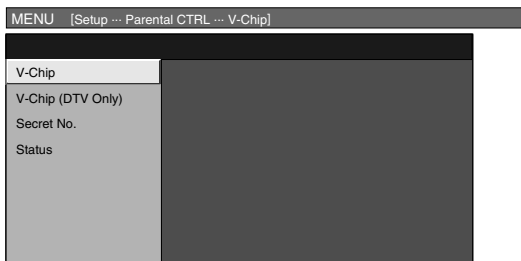 MENU [Setup ··· Parental CTRL ··· V-Chip]
V-Chip
V-Chip (DTV Only)
Secret No.
Status